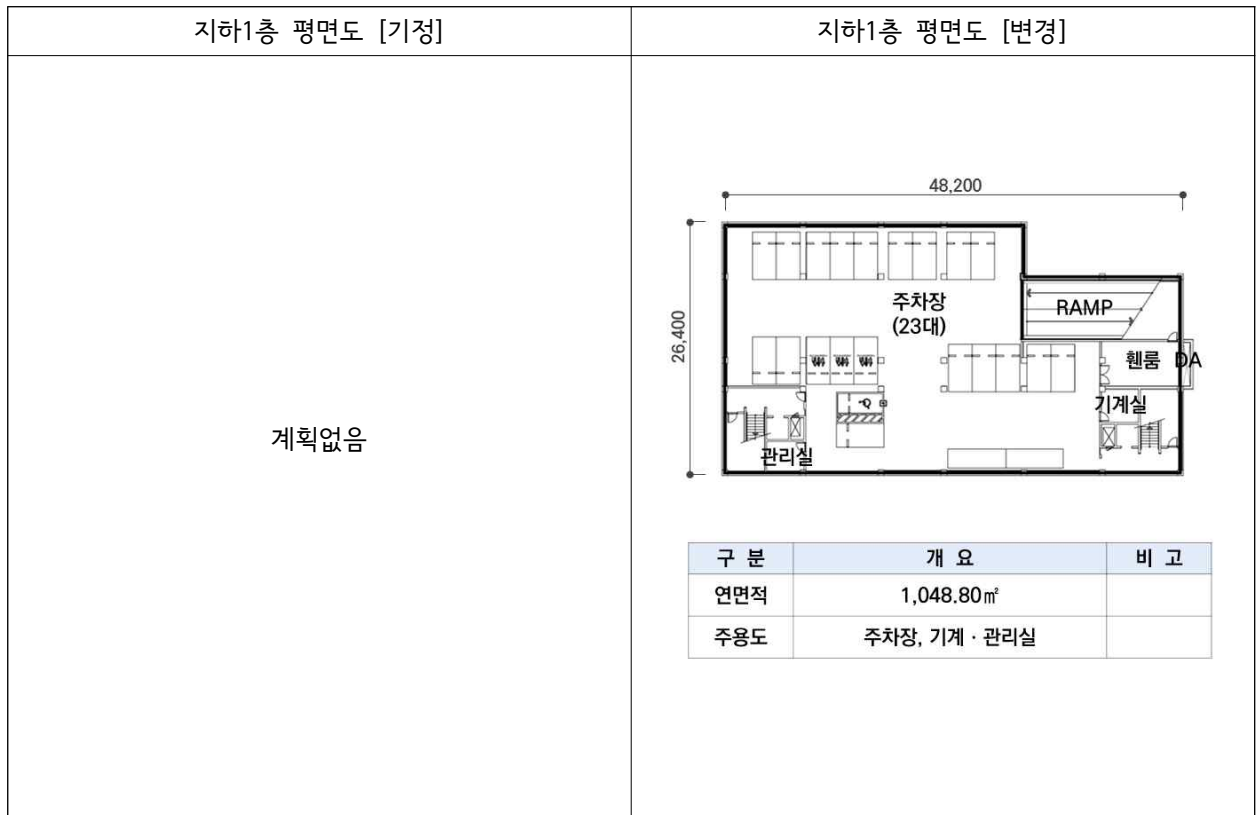 지하1층 평면도 [기정]
지하1층 평면도 [변경]
계획없음
48,200
26,400
주차장
(23대)
RAMP
휀룸 DA
기계실
관리실
구 분 개 요 비 고
연면적 1,048.80㎡
주용도 주차장, 기계 · 관리실